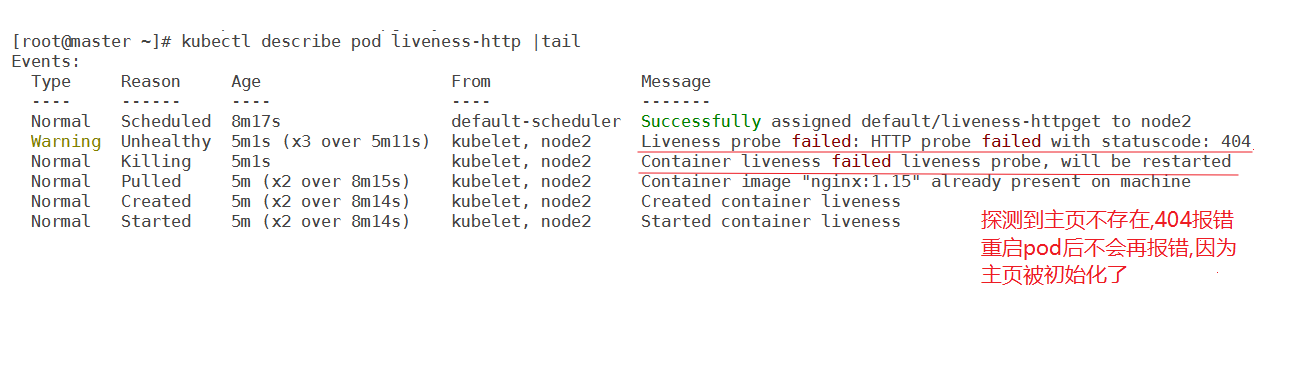 [root@master ~]# kubectl describe pod liveness-http |tail
Events:
  Type     Reason     Age                    From               Message
  ----     ------     ----                   ----               -------
  Normal   Scheduled  8m17s                  default-scheduler  Successfully assigned default/liveness-httpget to node2
  Warning  Unhealthy  5m1s (x3 over 5m11s)  kubelet, node2     Liveness probe failed: HTTP probe failed with statuscode: 404
  Normal   Killing    5m1s                   kubelet, node2     Container liveness failed liveness probe, will be restarted
  Normal   Pulled     5m (x2 over 8m15s)     kubelet, node2     Container image "nginx:1.15" already present on machine
  Normal   Created    5m (x2 over 8m14s)     kubelet, node2     Created container liveness
  Normal   Started    5m (x2 over 8m14s)     kubelet, node2     Started container liveness
探测到主页不存在,404报错
重启pod后不会再报错,因为
主页被初始化了